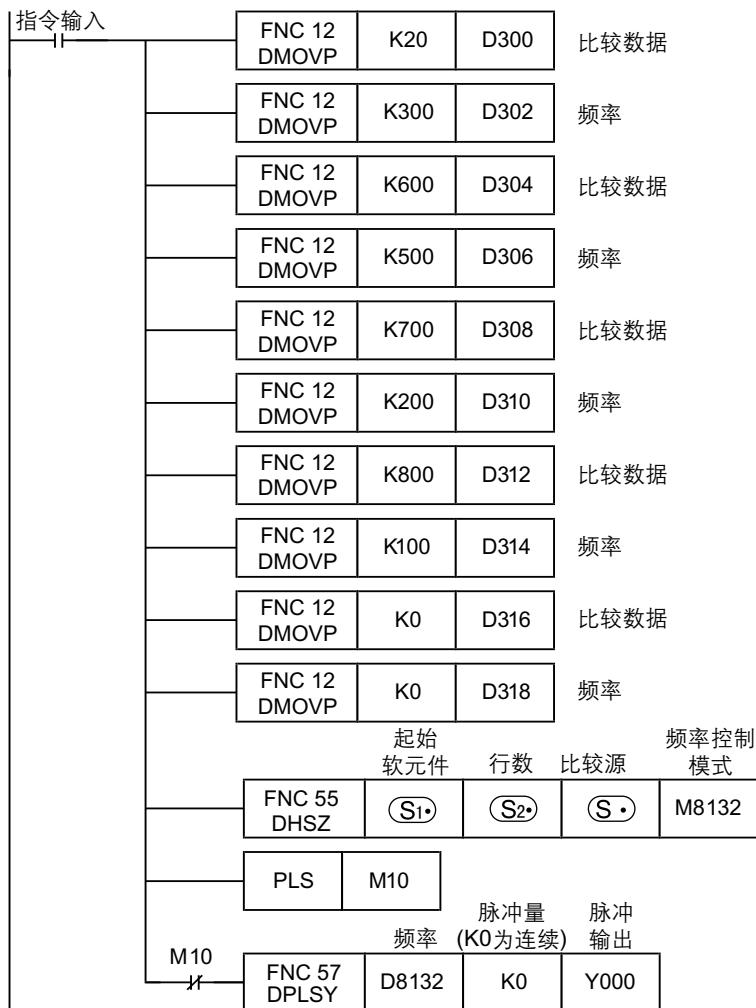 指令输入
FNC 12 DMOVP K20 D300 比较数据
FNC 12 DMOVP K300 D302 频率
FNC 12 DMOVP K600 D304 比较数据
FNC 12 DMOVP K500 D306 频率
FNC 12 DMOVP K700 D308 比较数据
FNC 12 DMOVP K200 D310 频率
FNC 12 DMOVP K800 D312 比较数据
FNC 12 DMOVP K100 D314 频率
FNC 12 DMOVP K0 D316 比较数据
FNC 12 DMOVP K0 D318 频率
起始 软元件 行数 比较源 频率控制 模式
FNC 55 DHSZ S1• S2• S • M8132
PLS M10
频率 脉冲量 (K0为连续) 脉冲 输出
M10
FNC 57 DPLSY D8132 K0 Y000